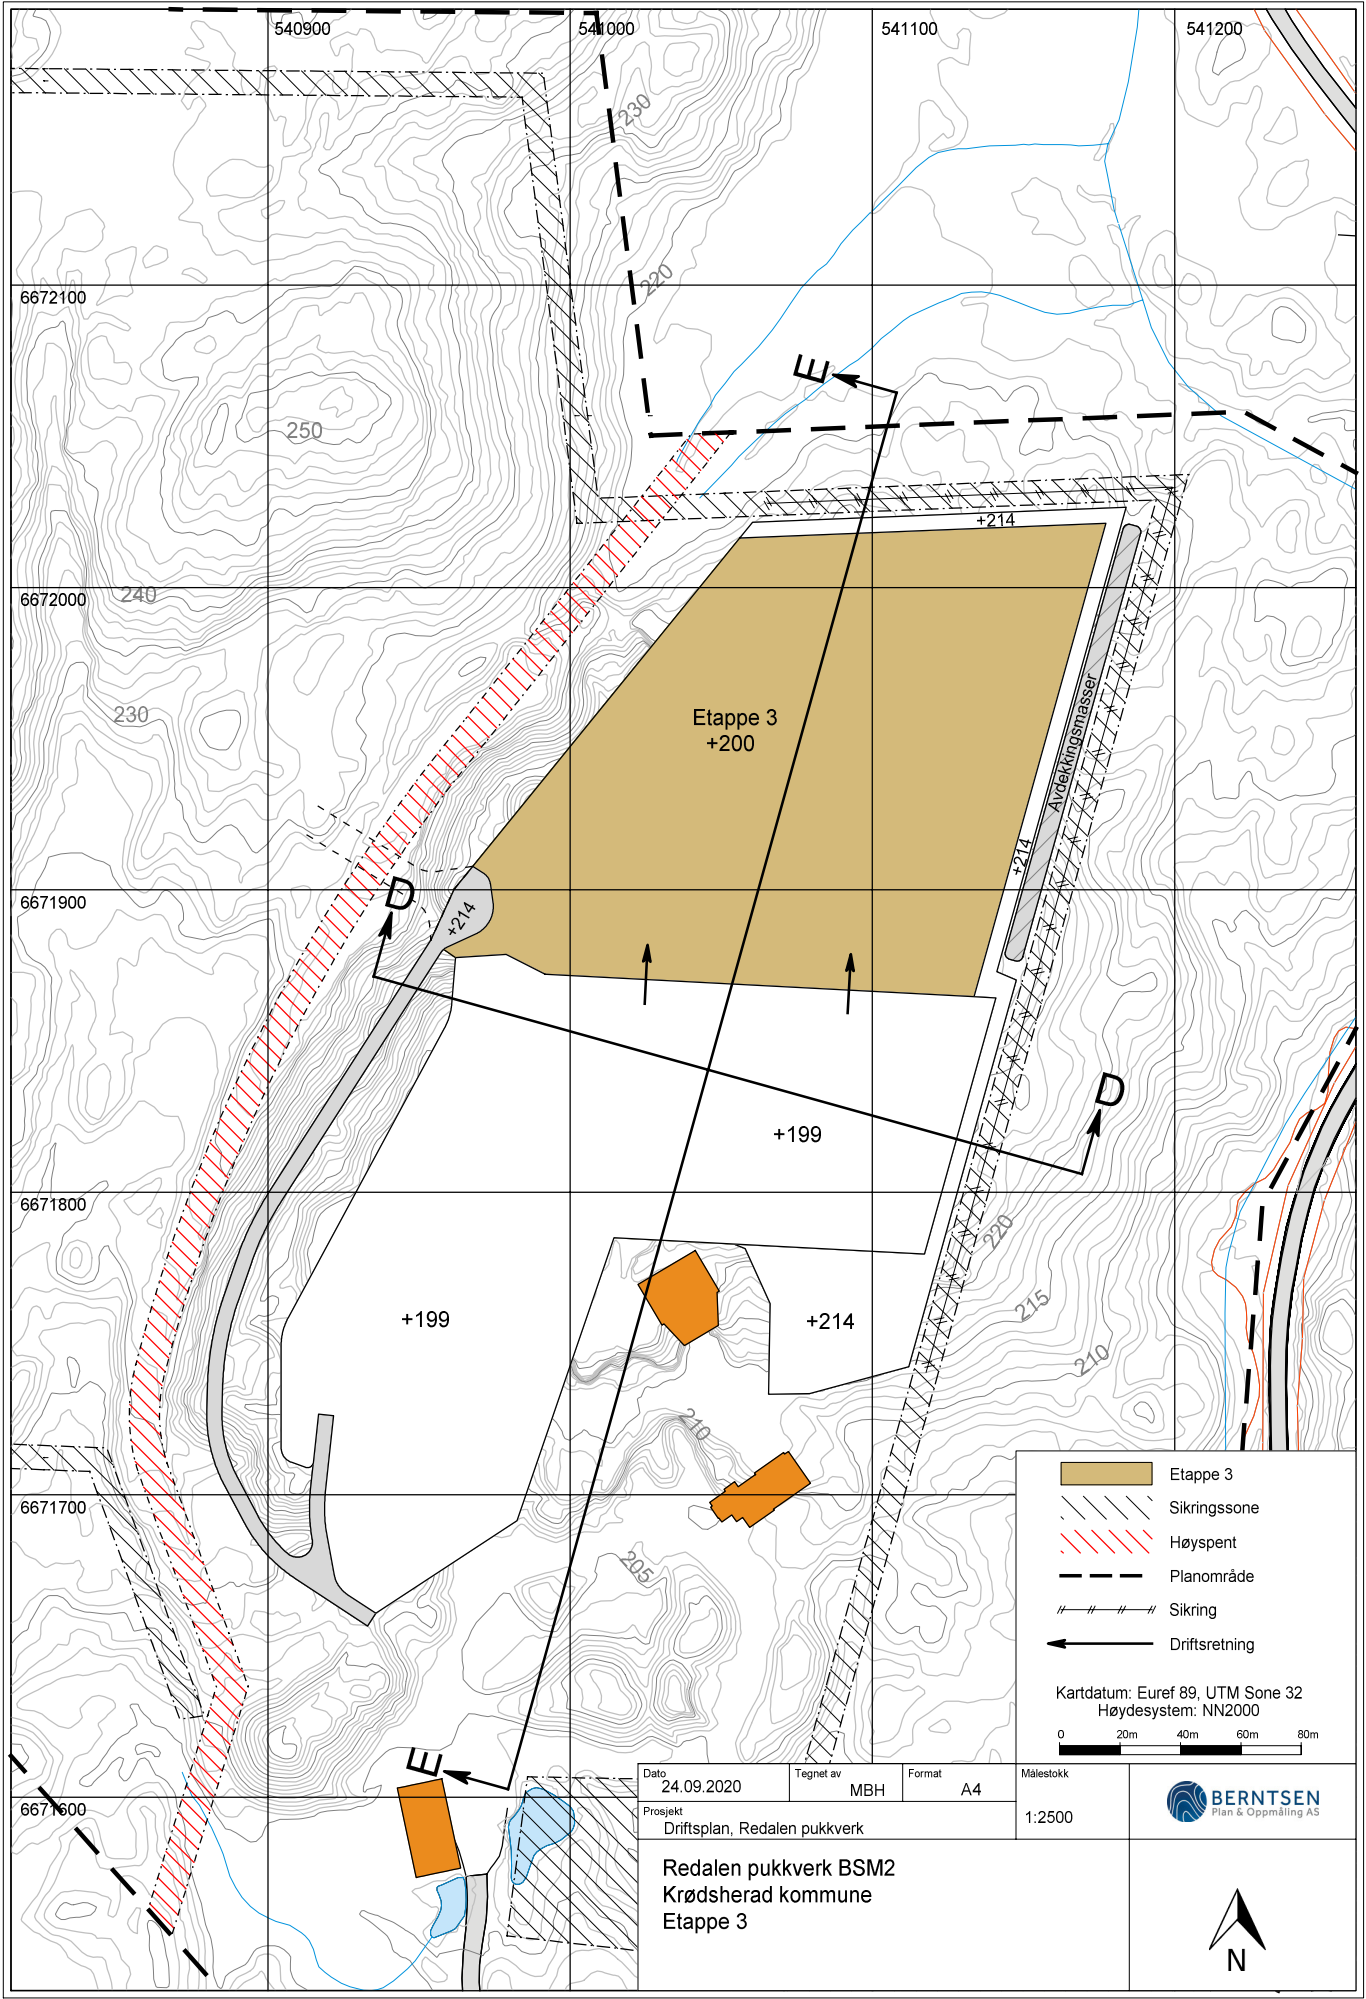 540900
541000
541100
541200
230
220
6672100
E
250
+214
240
6672000
230
Etappe 3
+200
Avdekkingsmasser
+214
D
+214
6671900
D
+199
6671800
220
215
+199
+214
210
210
6671700
205
Etappe 3
Sikringssone
Høyspent
Planområde
Sikring
Driftsretning
Kartdatum: Euref 89, UTM Sone 32
Høydesystem: NN2000
0 20m 40m 60m 80m
E
6671600
Dato
24.09.2020
Tegnet av
MBH
Format
A4
Målestokk
1:2500
Prosjekt
Driftsplan, Redalen pukkverk
BERNTSEN
Plan & Oppmåling AS
Redalen pukkverk BSM2
Krødsherad kommune
Etappe 3
N